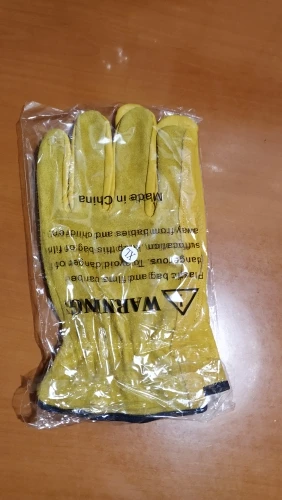 WARNING
Plastic bag and films can be
dangerous. To avoid danger of
suffocation. Keep this bag of film
away from babies and children.
Made in China